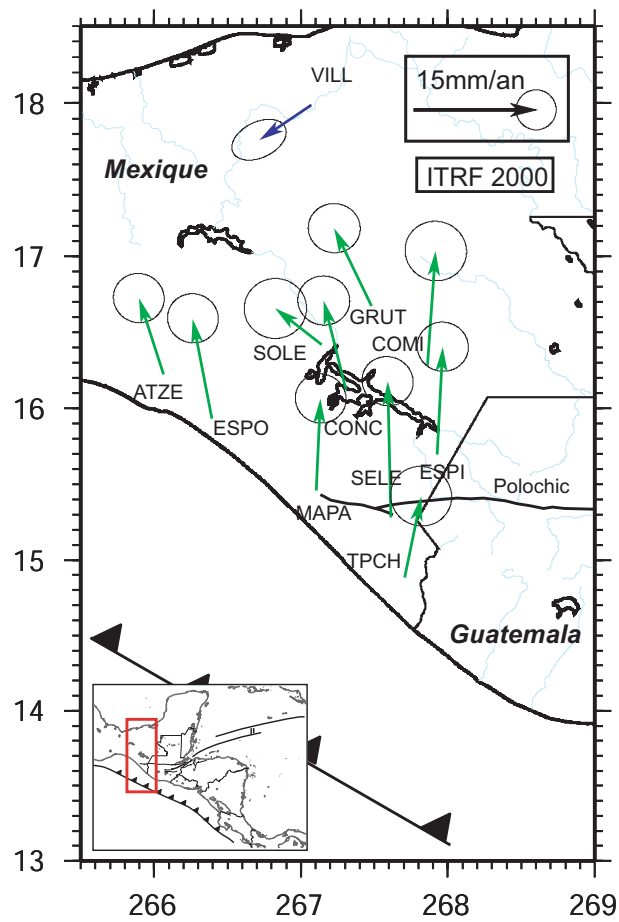 VILL
15mm/an
ITRF 2000
18
Mexique
17
GRUT
SOLE
COMI
ATZE
16
ESPO
CONC
SELE
ESPI
Polochic
MAPA
TPCH
15
Guatemala
14
13
266
267
268
269